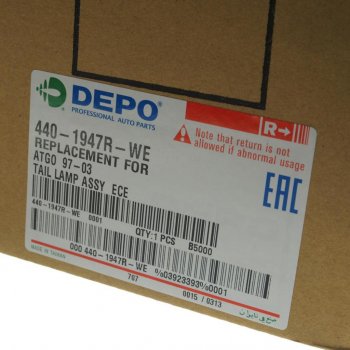 DEPO®
PROFESSIONAL AUTO PARTS
440-1947R-WE
REPLACEMENT FOR
ATGO 97-03
TAIL LAMP ASSY ECE
R
Note that return is not
allowed if abnormal usage
EAC
440-1947R-WE 0001
QTY:1 PCS B5000
000 440-1947R-WE %03923393%0001
MADE IN TAIWAN
767
0015 / 0313